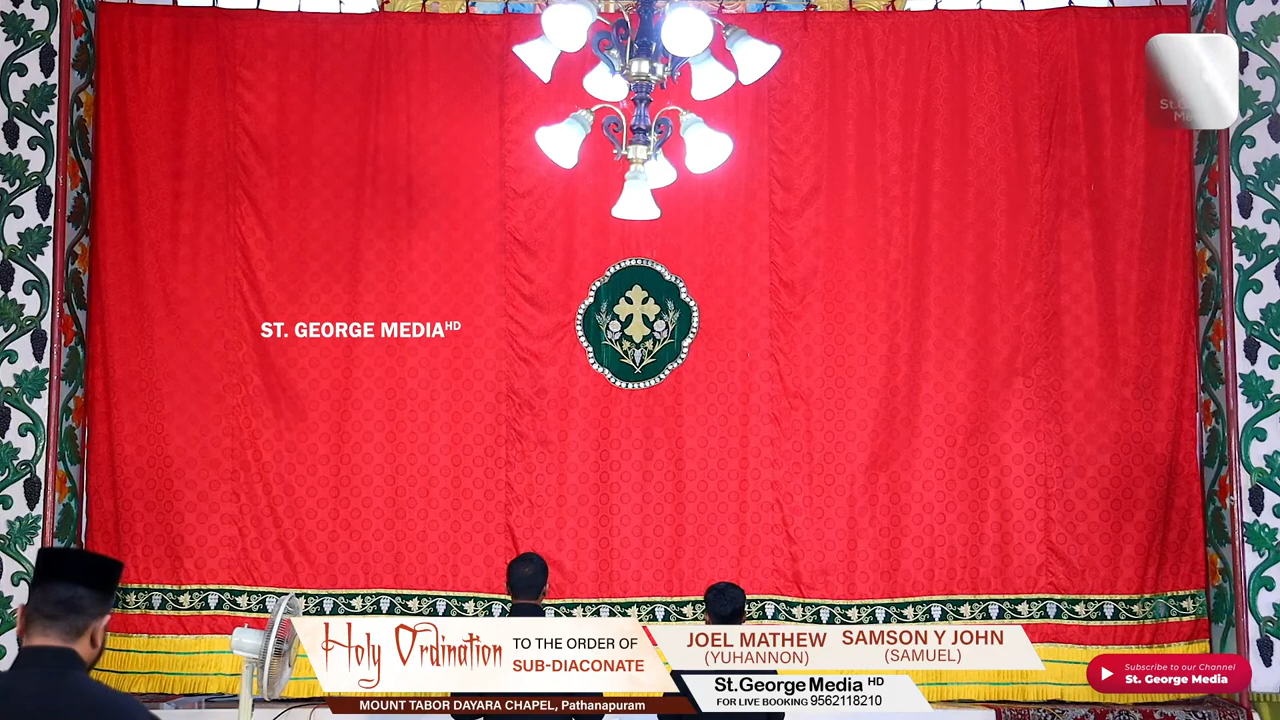 ST. GEORGE MEDIA HD
Holy Ordination
TO THE ORDER OF
SUB-DIACONATE
JOEL MATHEW
(YUHANNON)
SAMSON Y JOHN
(SAMUEL)
MOUNT TABOR DAYARA CHAPEL, Pathanapuram
St.George Media HD
FOR LIVE BOOKING 9562118210
Subscribe to our Channel
St. George Media